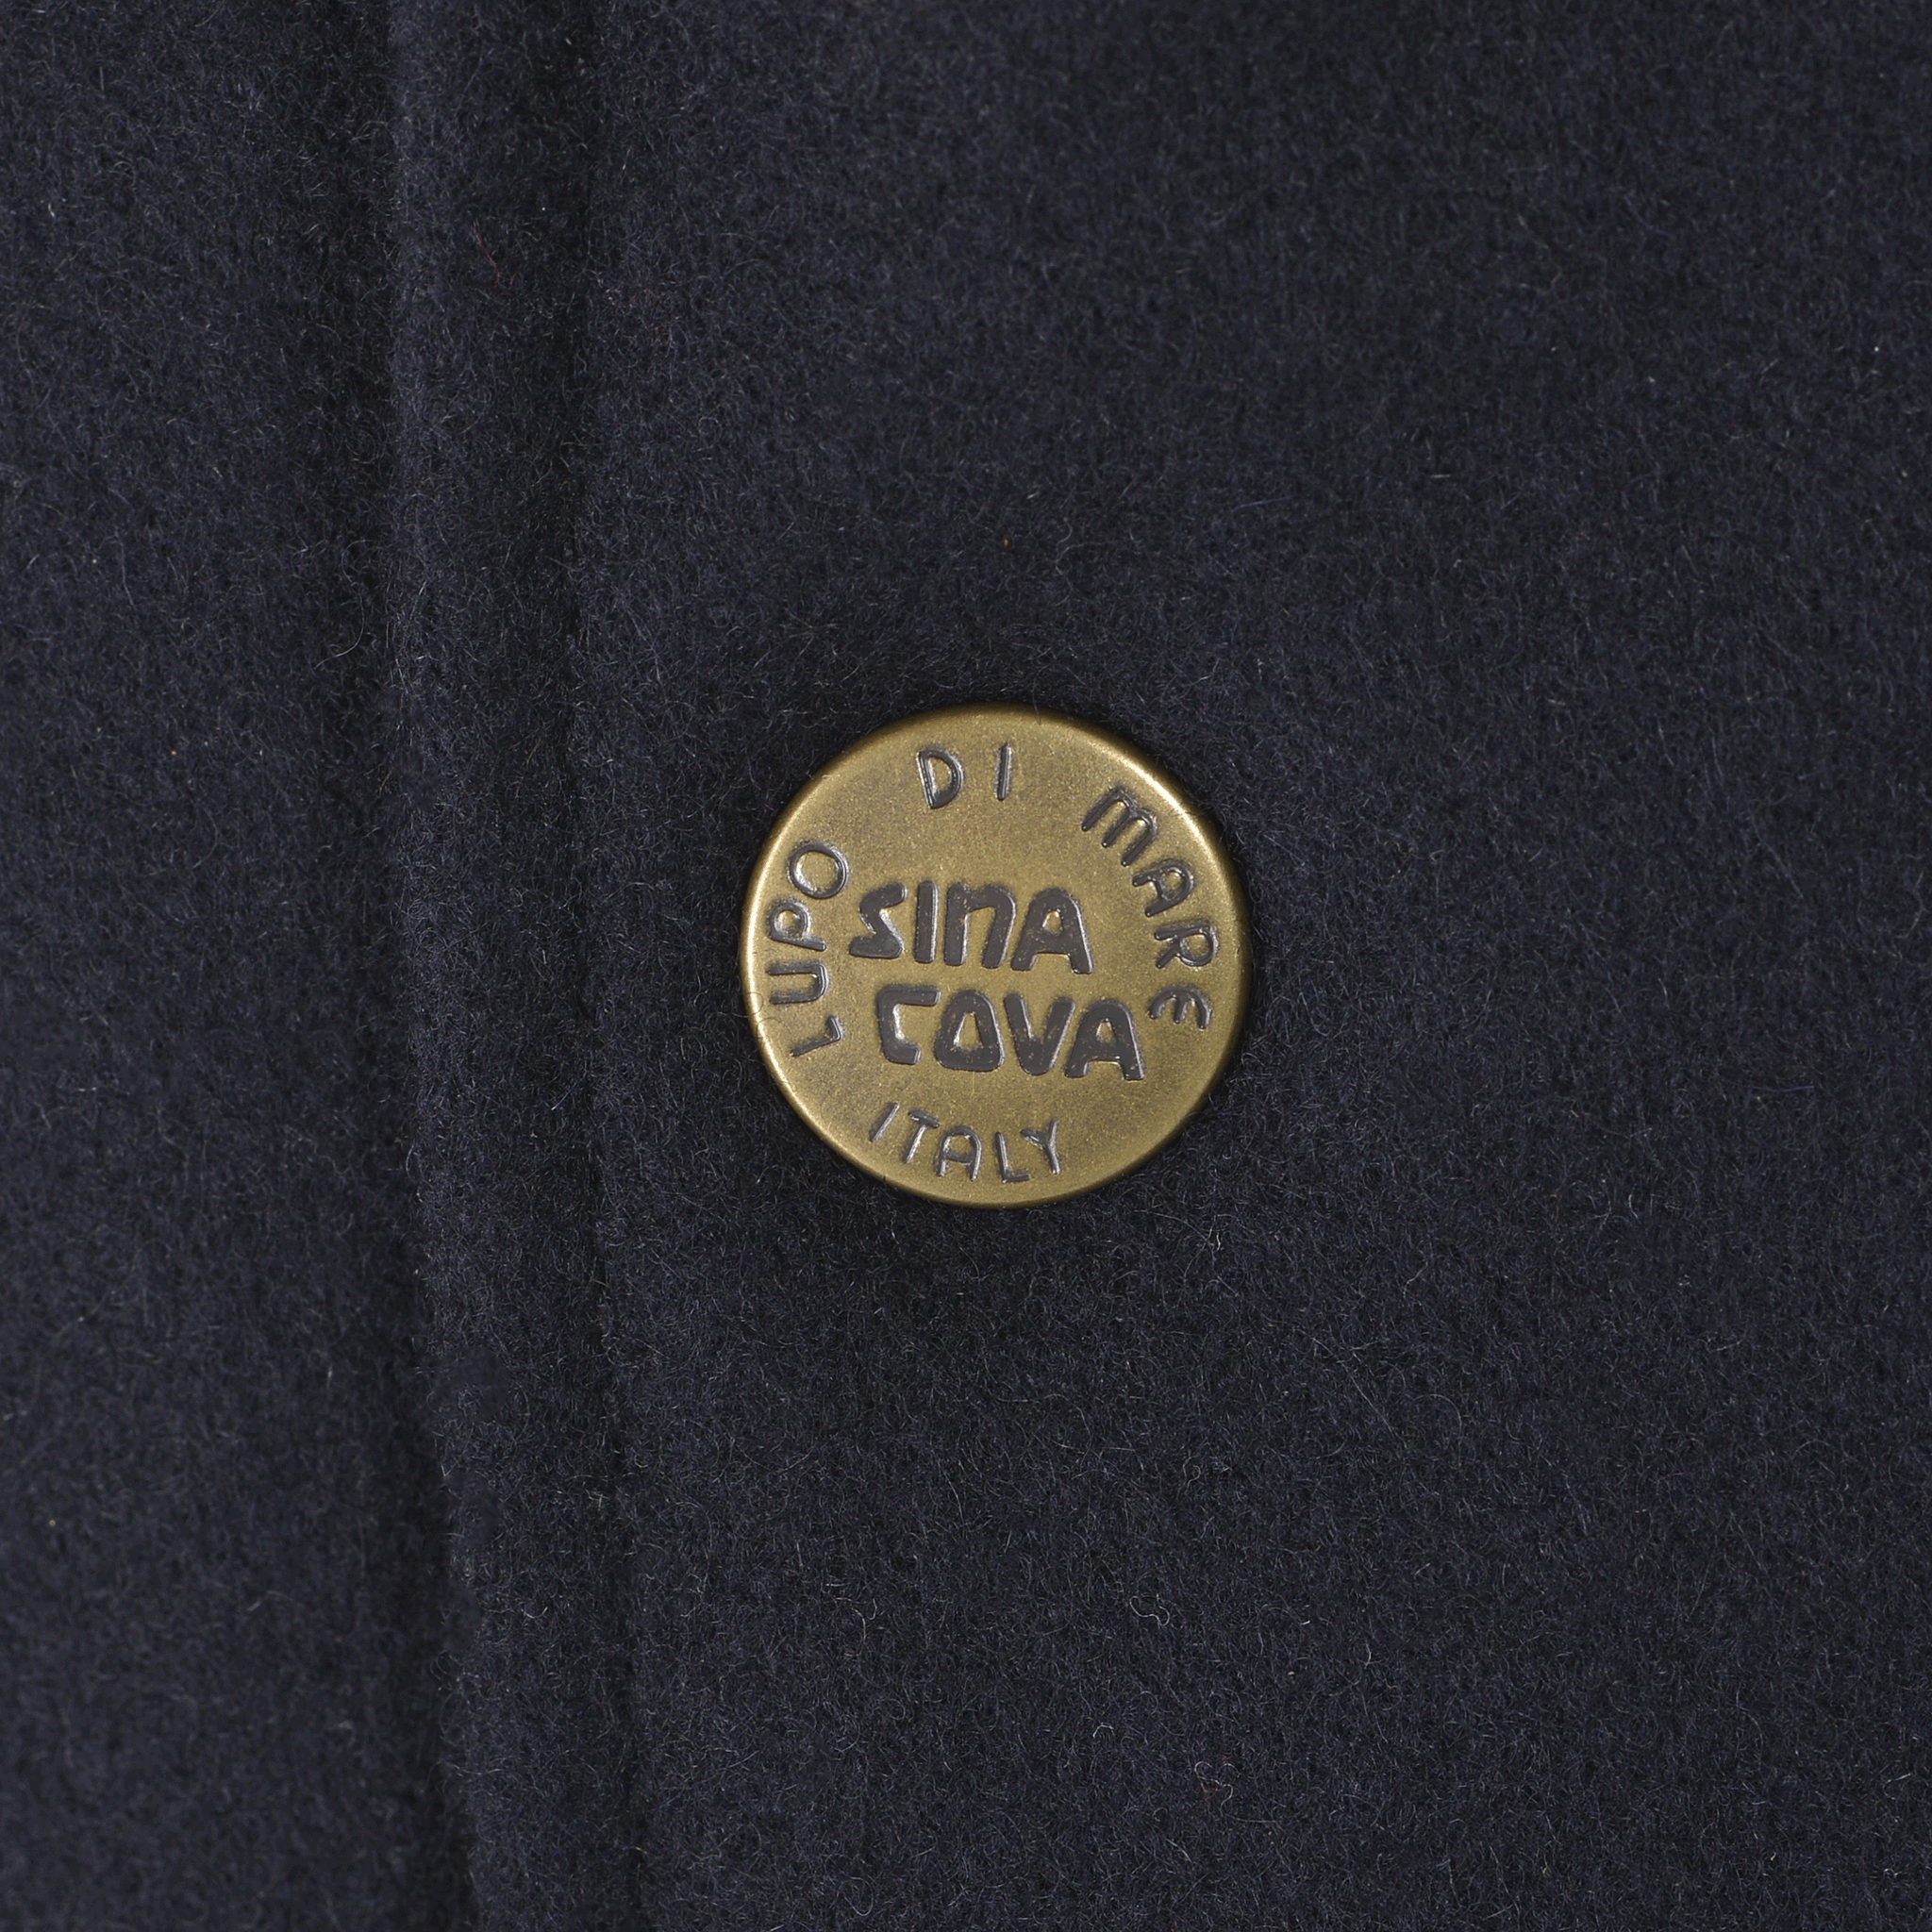 LUPO DI MARE
SINA
COVA
ITALY